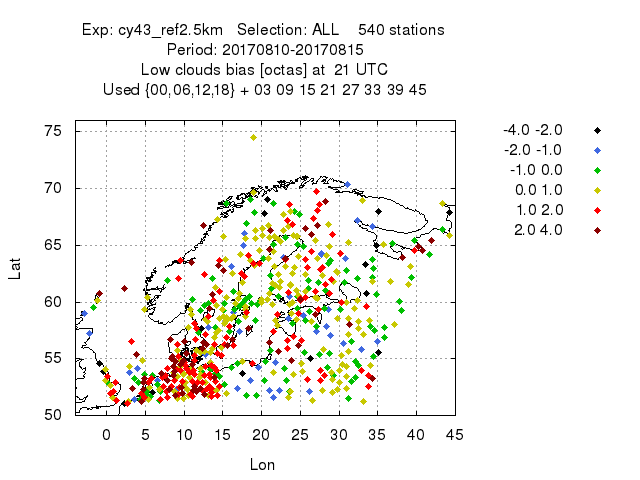 Exp: cy43_ref2.5km   Selection: ALL    540 stations
Period: 20170810-20170815
Low clouds bias [octas] at  21 UTC
Used {00,06,12,18} + 03 09 15 21 27 33 39 45
-4.0 -2.0
-2.0 -1.0
-1.0 0.0
0.0 1.0
1.0 2.0
2.0 4.0
75
70
65
60
55
50
Lat
0 5 10 15 20 25 30 35 40 45
Lon